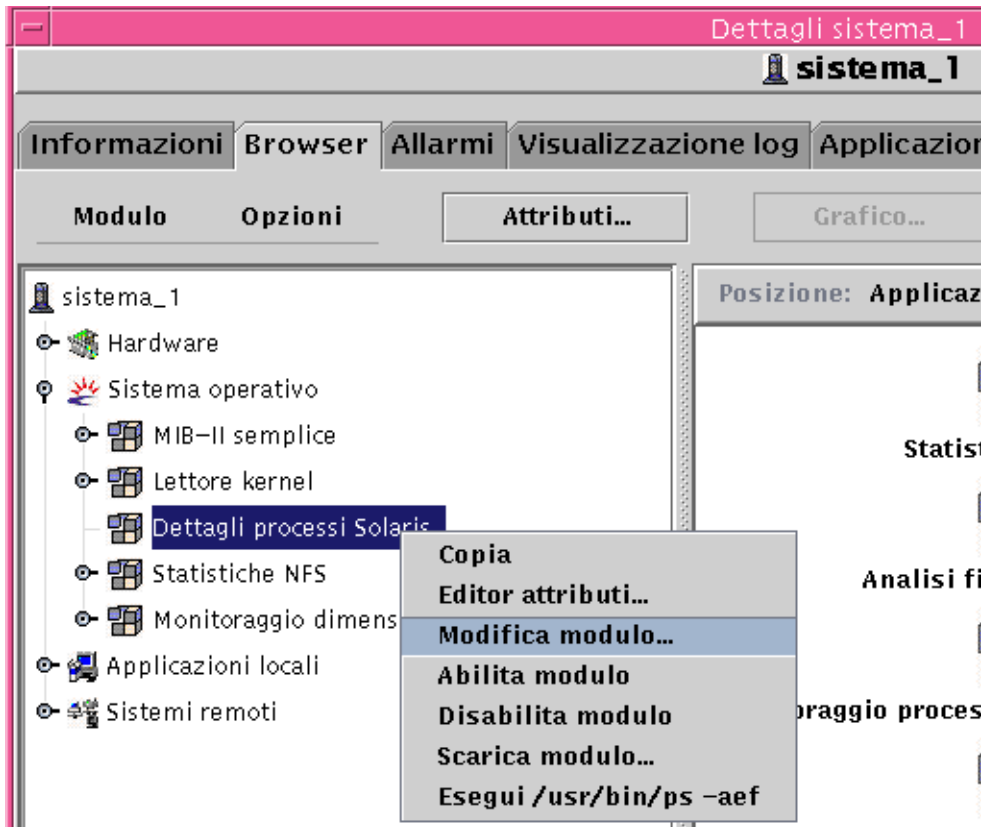 Dettagli sistema_1
sistema_1
Informazioni Browser Allarmi Visualizzazione log Applicazion
Modulo Opzioni Attributi... Grafico...
sistema_1
Posizione: Applicaz
Hardware
Sistema operativo
MIB-II semplice
Statist
Lettore kernel
Dettagli processi Solaris
Copia
Statistiche NFS
Analisi fi
Editor attributi...
Monitoraggio dimens
Modifica modulo...
Applicazioni locali
Abilita modulo
Sistemi remoti
Disabilita modulo
oraggio proces
Scarica modulo...
Esegui /usr/bin/ps -aef